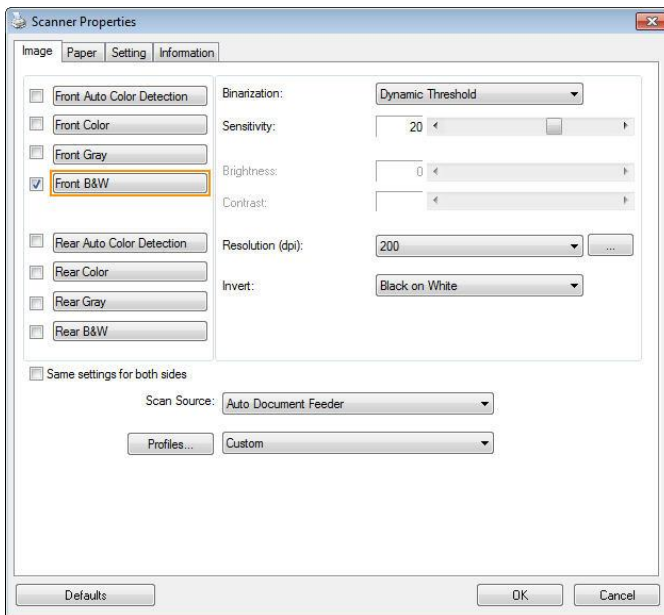 Scanner Properties
Image Paper Setting Information
Front Auto Color Detection
Front Color
Front Gray
Front B&W
Rear Auto Color Detection
Rear Color
Rear Gray
Rear B&W
Binarization: Dynamic Threshold
Sensitivity: 20
Brightness: 0
Contrast:
Resolution (dpi): 200 ...
Invert: Black on White
Same settings for both sides
Scan Source: Auto Document Feeder
Profiles... Custom
Defaults OK Cancel